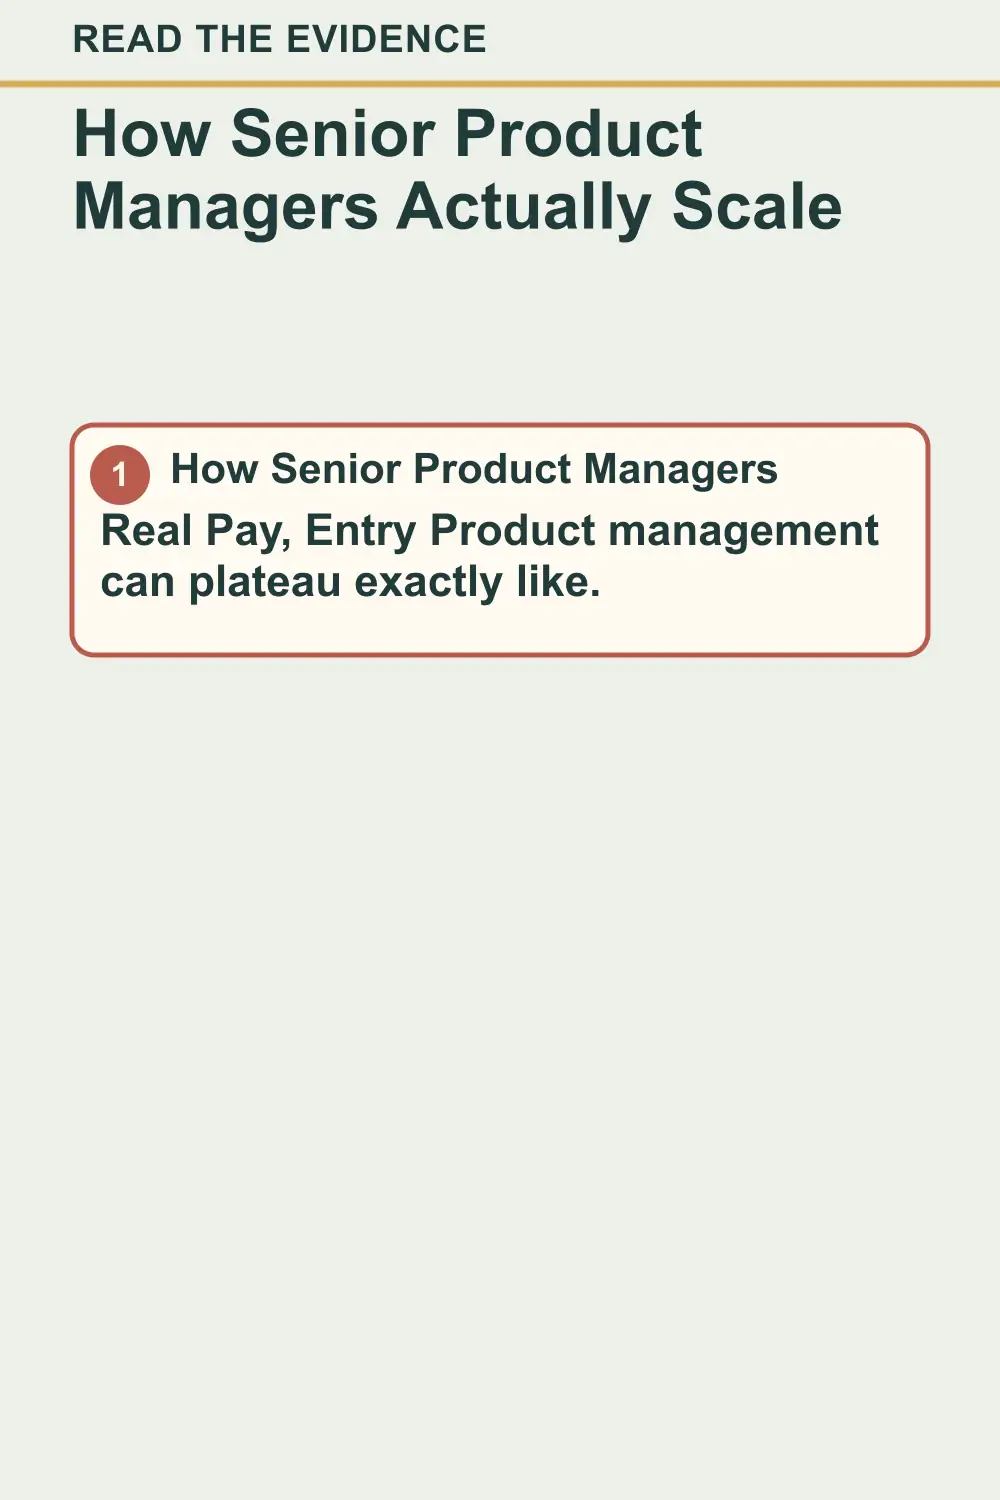 READ THE EVIDENCE
How Senior Product
Managers Actually Scale
1
How Senior Product Managers
Real Pay, Entry Product management
can plateau exactly like.